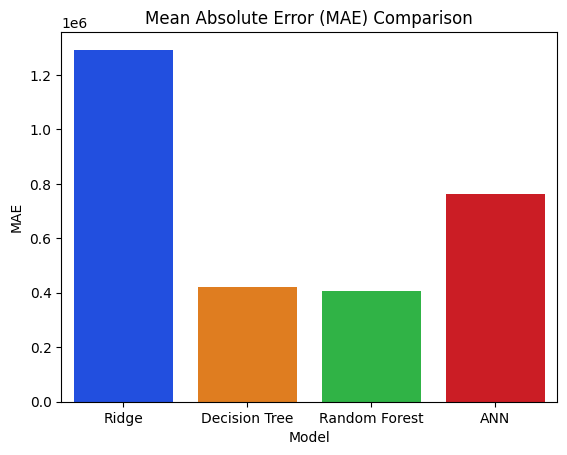 Mean Absolute Error (MAE) Comparison
1e6
1.2
1.0
0.8
0.6
0.4
0.2
0.0
MAE
Ridge
Decision Tree
Random Forest
ANN
Model